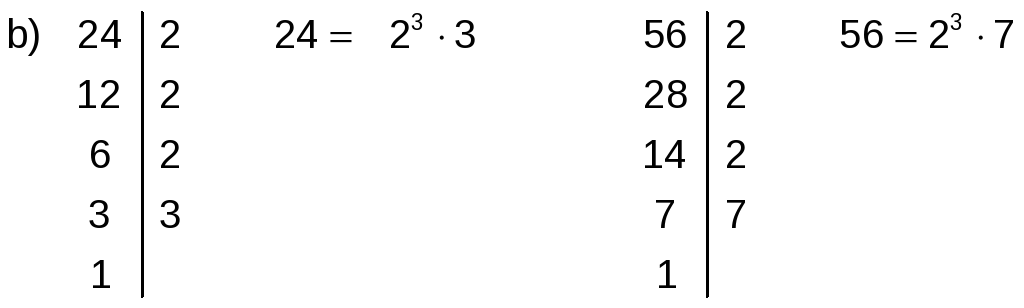 b) 24 | 2 24 = 2³ · 3 56 | 2 56 = 2³ · 7
12 | 2 28 | 2
6 | 2 14 | 2
3 | 3 7 | 7
1 | 1 |